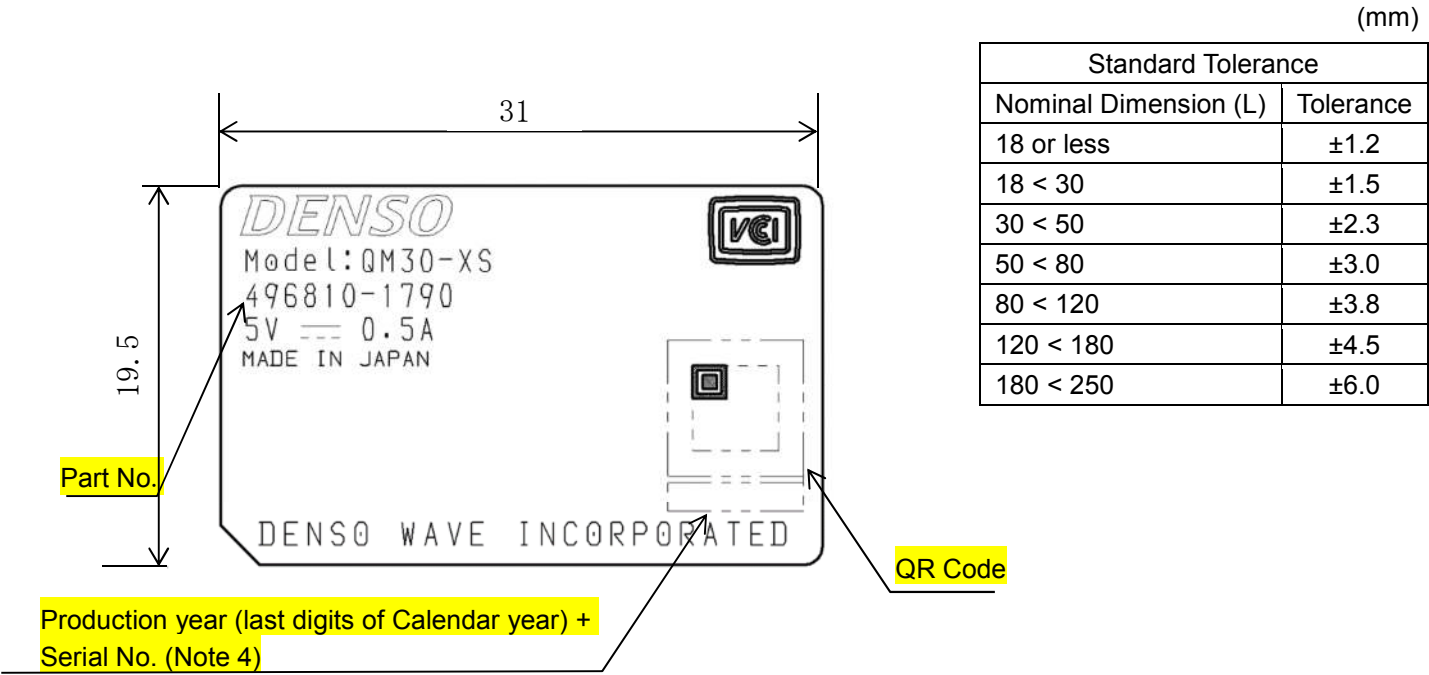 (mm)
Standard Tolerance
Nominal Dimension (L) Tolerance
18 or less ±1.2
18 < 30 ±1.5
30 < 50 ±2.3
50 < 80 ±3.0
80 < 120 ±3.8
120 < 180 ±4.5
180 < 250 ±6.0
31
19.5
DENSO
VCI
Model:QM30-XS
496810-1790
5V 0.5A
MADE IN JAPAN
DENSO WAVE INCORPORATED
Part No.
QR Code
Production year (last digits of Calendar year) +
Serial No. (Note 4)